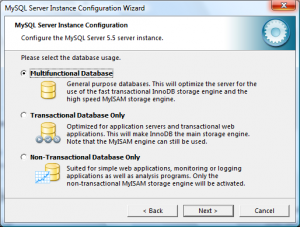 MySQL Server Instance Configuration Wizard
MySQL Server Instance Configuration
Configure the MySQL Server 5.5 server instance.
Please select the database usage.
Multifunctional Database
General purpose databases. This will optimize the server for the
use of the fast transactional InnoDB storage engine and the
high speed MyISAM storage engine.
Transactional Database Only
Optimized for application servers and transactional web
applications. This will make InnoDB the main storage engine.
Note that the MyISAM engine can still be used.
Non-Transactional Database Only
Suited for simple web applications, monitoring or logging
applications as well as analysis programs. Only the
non-transactional MyISAM storage engine will be activated.
< Back
Next >
Cancel